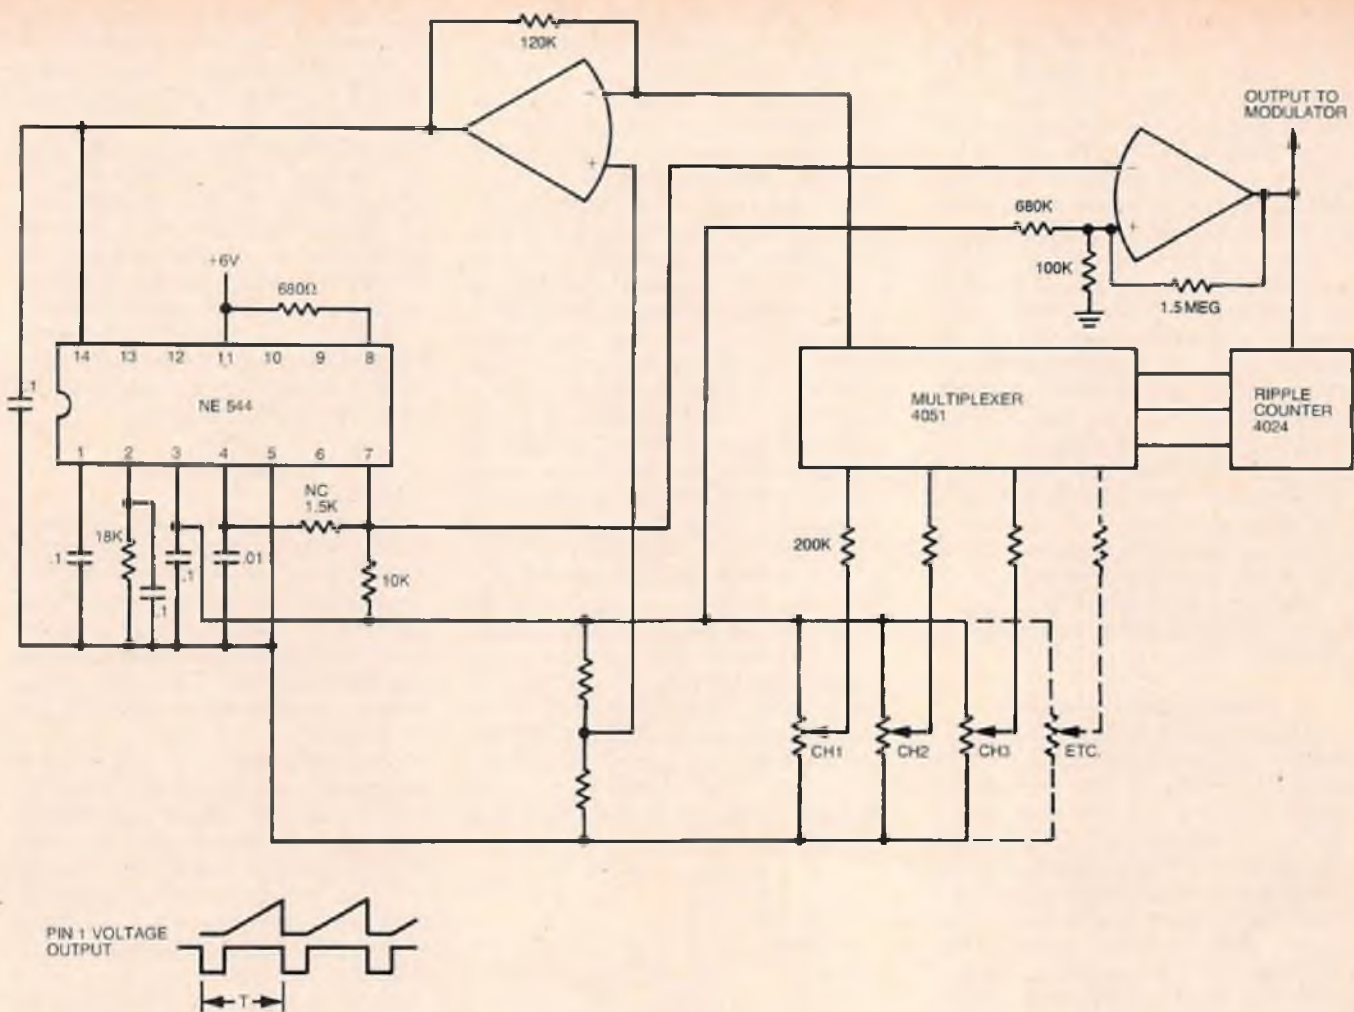 120K
OUTPUT TO
MODULATOR
−
+
−
+
680K
100K
1.5 MEG
+6V
680Ω
14 13 12 11 10 9 8
NE 544
1 2 3 4 5 6 7
.1
MULTIPLEXER
4051
RIPPLE
COUNTER
4024
NC
1.5K
18K
.1
.1
.1
.01
10K
200K
CH1
CH2
CH3
ETC.
PIN 1 VOLTAGE
OUTPUT
T